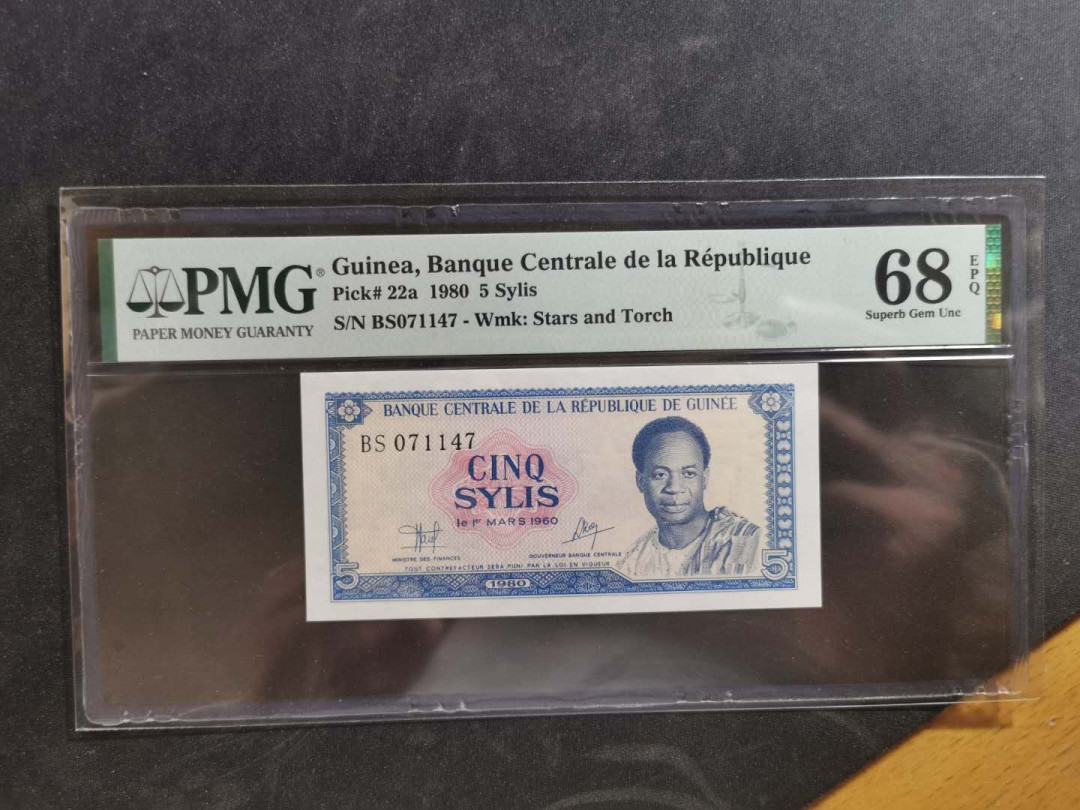 PMG®
PAPER MONEY GUARANTY
Guinea, Banque Centrale de la République
Pick# 22a 1980 5 Sylis
S/N BS071147 - Wmk: Stars and Torch
68
EPQ
Superb Gem Unc
BANQUE CENTRALE DE LA RÉPUBLIQUE DE GUINÉE
BS 071147
CINQ
SYLIS
le 1er MARS 1960
MINISTRE DES FINANCES
GOUVERNEUR BANQUE CENTRALE
TOUT CONTREFACTEUR SERA PUNI PAR LA LOI EN VIGUEUR
5
1980
5